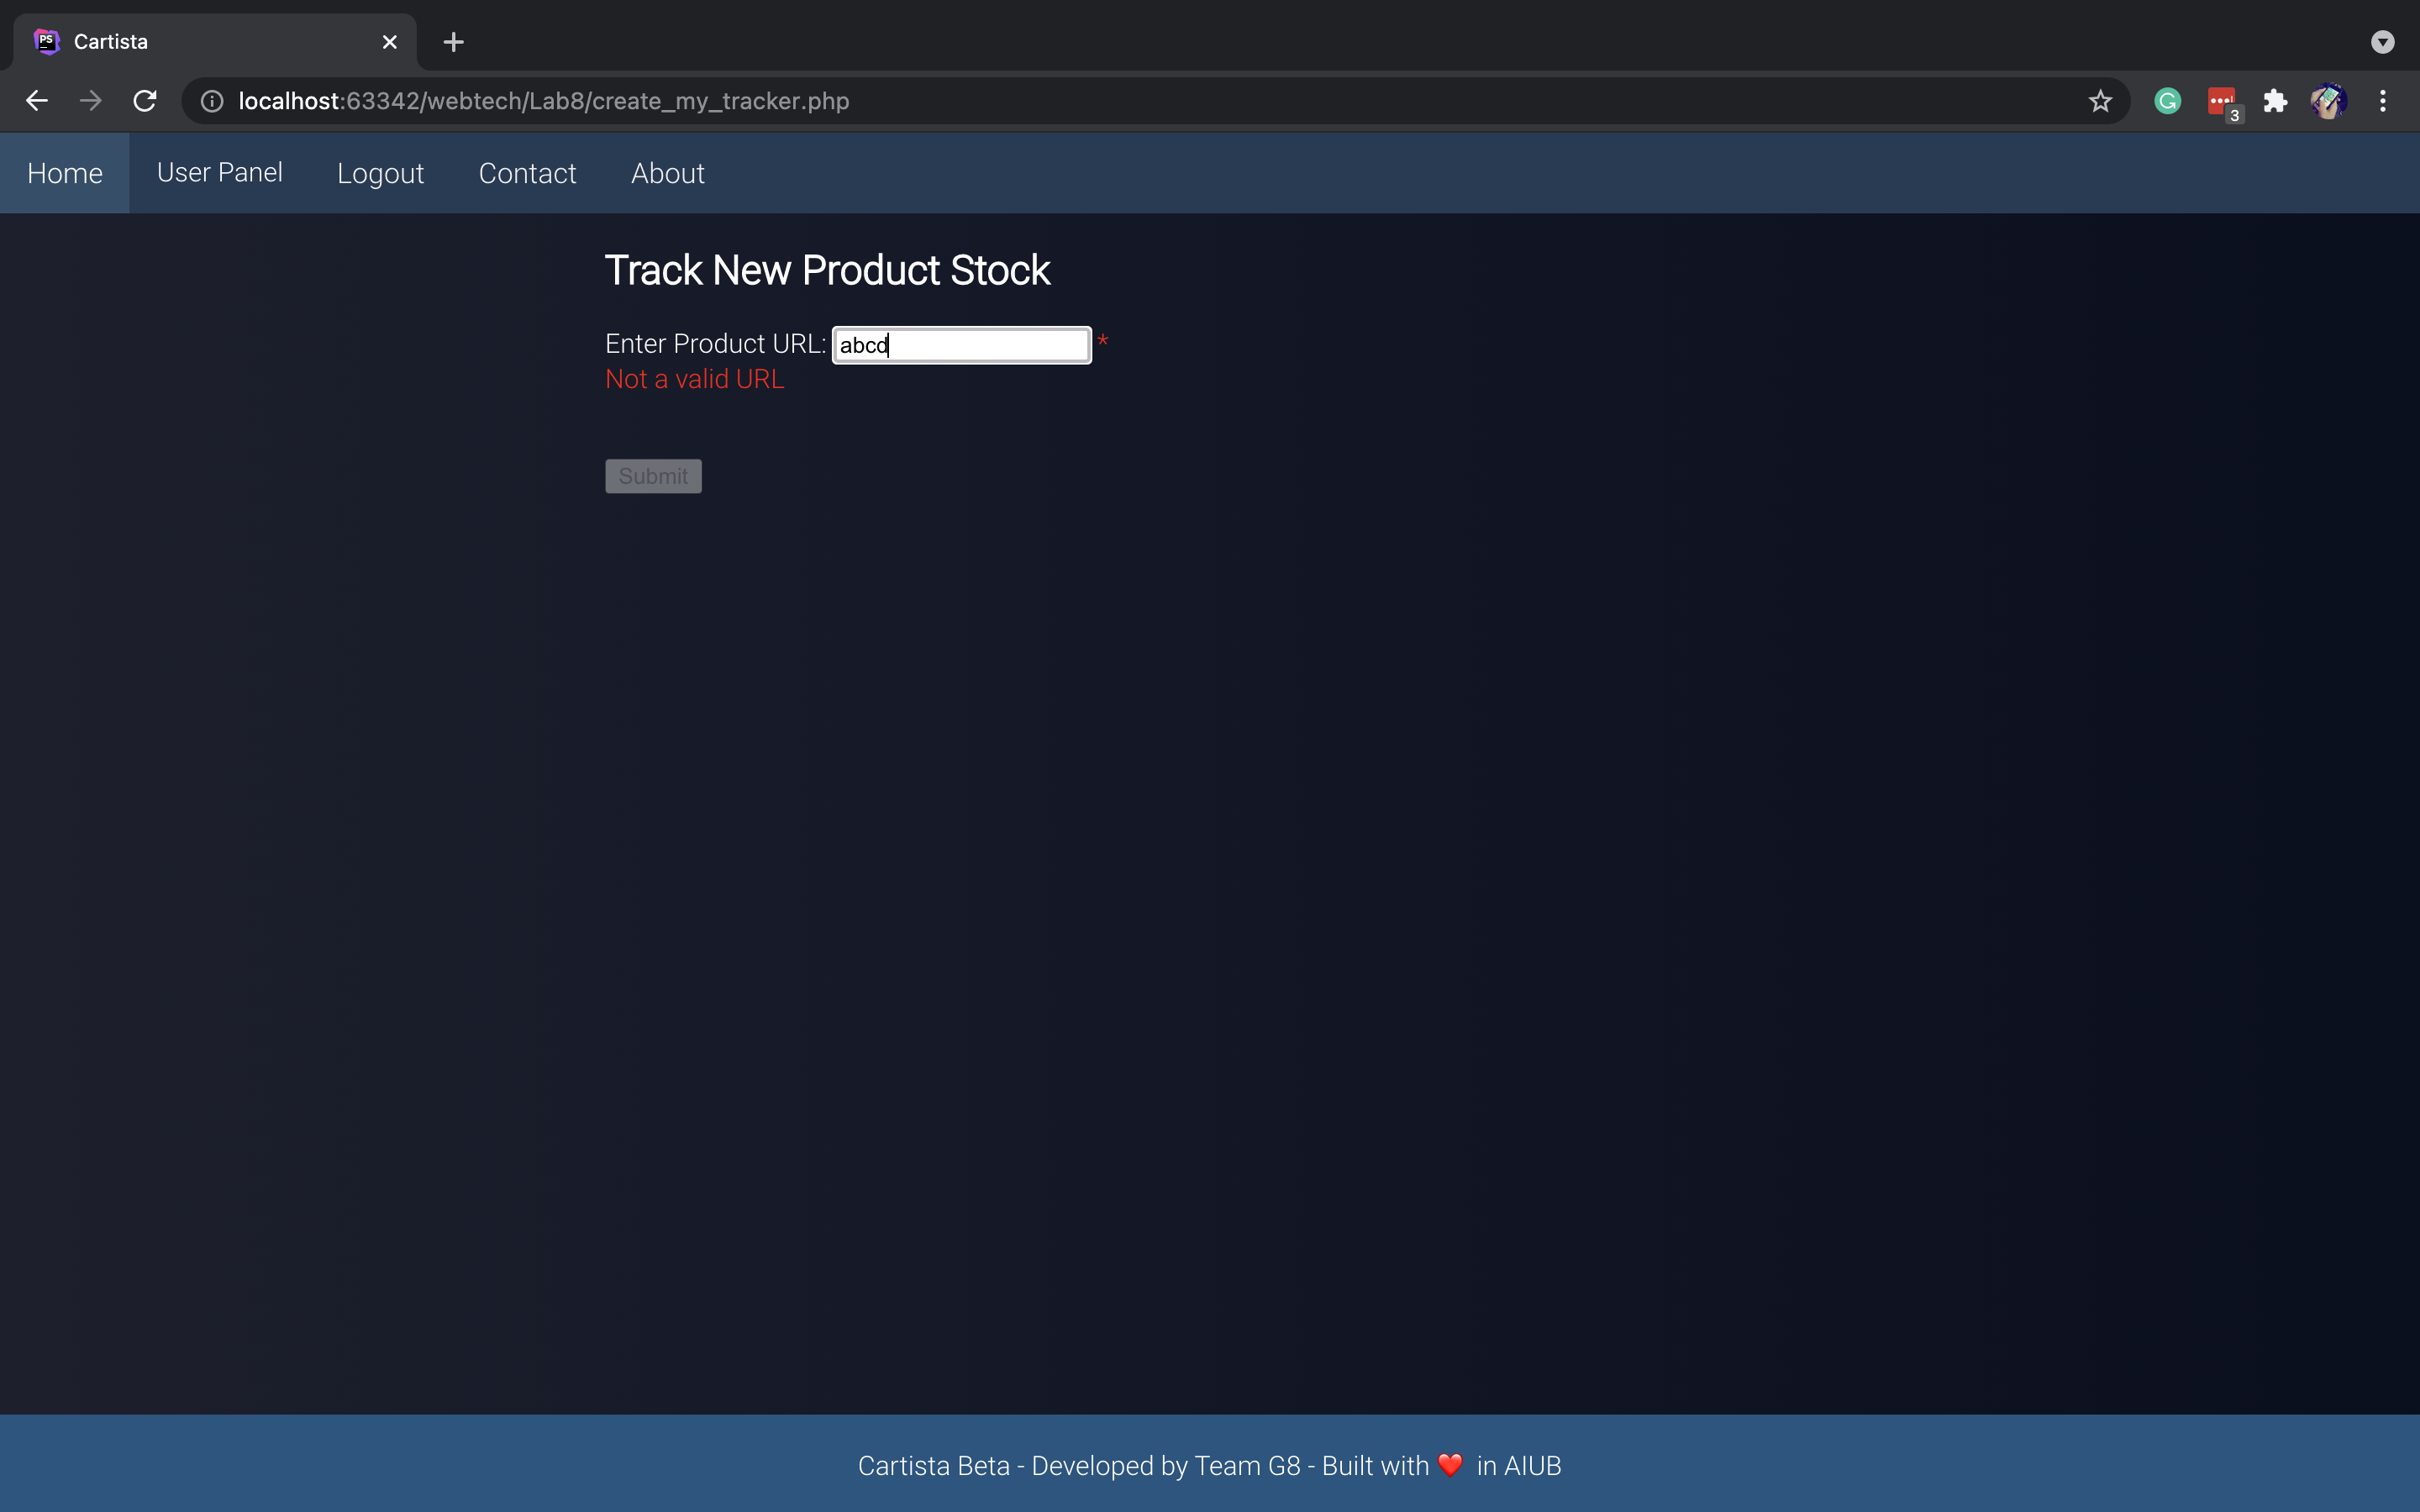 PS Cartista
localhost:63342/webtech/Lab8/create_my_tracker.php
3
Home User Panel Logout Contact About
Track New Product Stock
Enter Product URL: abcd *
Not a valid URL
Submit
Cartista Beta - Developed by Team G8 - Built with ❤️ in AIUB